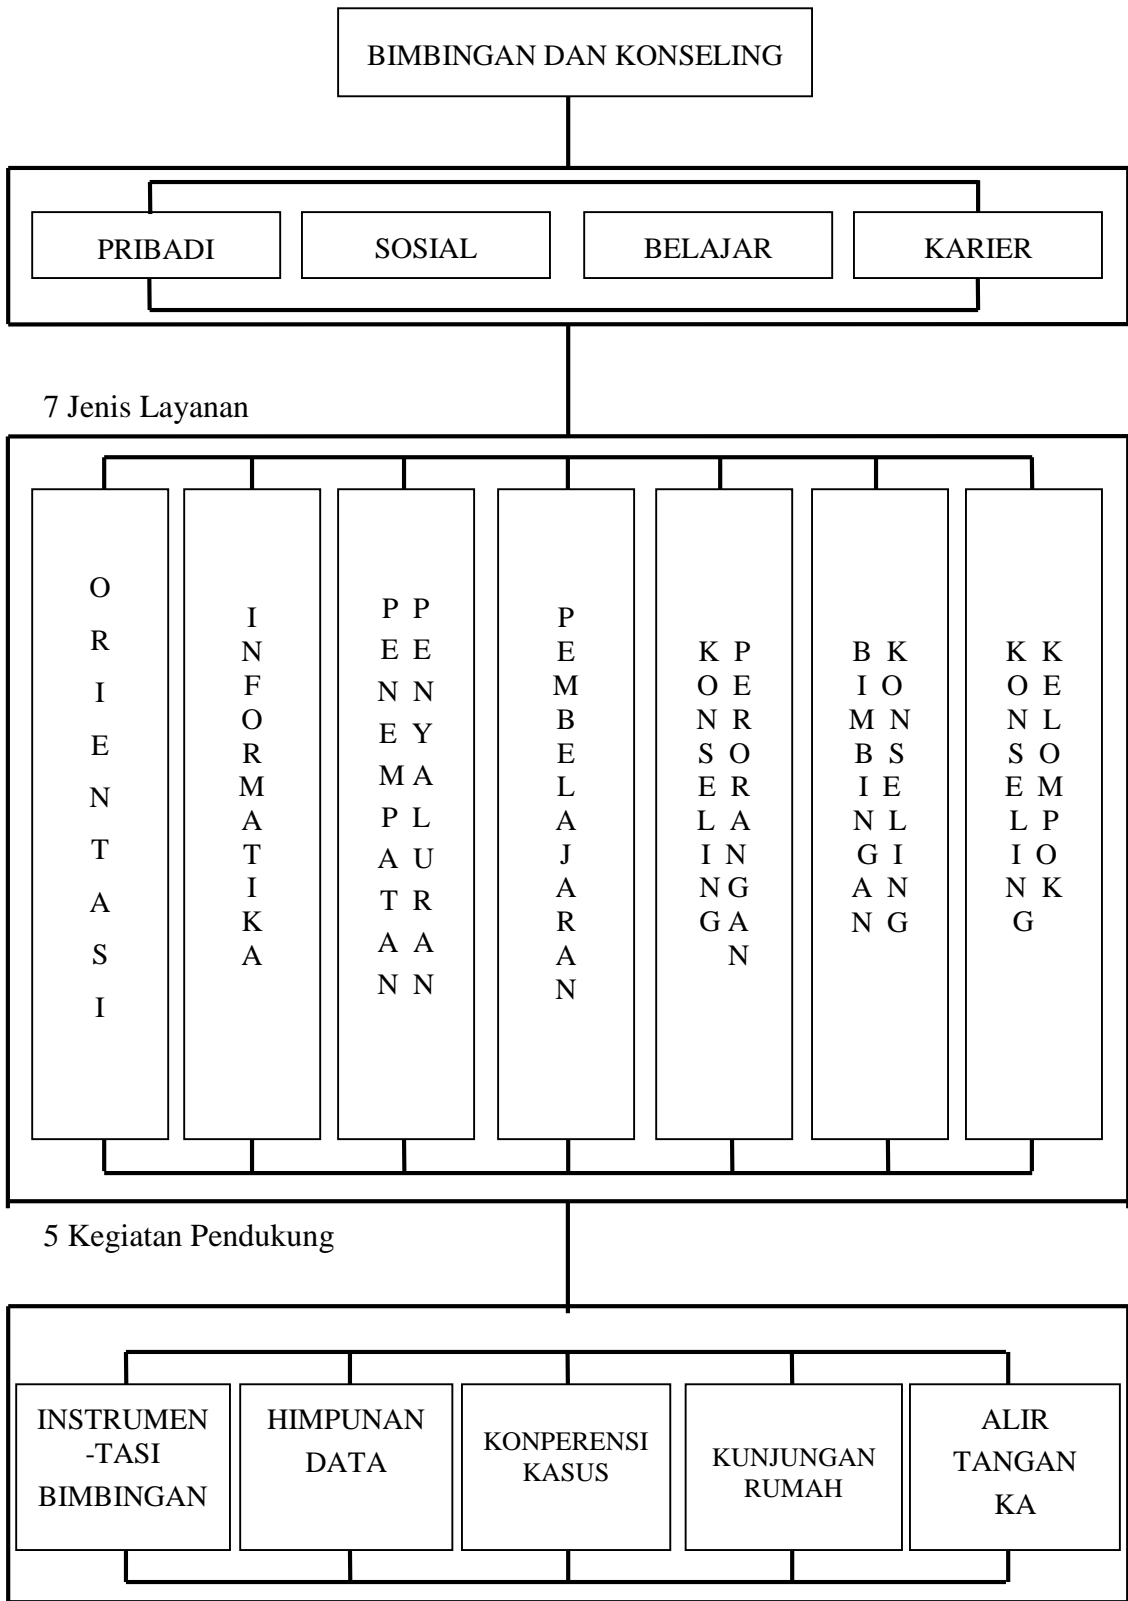 BIMBINGAN DAN KONSELING
PRIBADI
SOSIAL
BELAJAR
KARIER
7 Jenis Layanan
ORIENTASI
INFORMATIKA
PENEMPATAN
PENYALURAN
PEMBELAJARAN
KONSELING
PERORANGAN
BIMBINGAN
KONSELING
KONSELING
KELOMPOK
5 Kegiatan Pendukung
INSTRUMEN
-TASI
BIMBINGAN
HIMPUNAN
DATA
KONPERENSI
KASUS
KUNJUNGAN
RUMAH
ALIR
TANGAN
KA